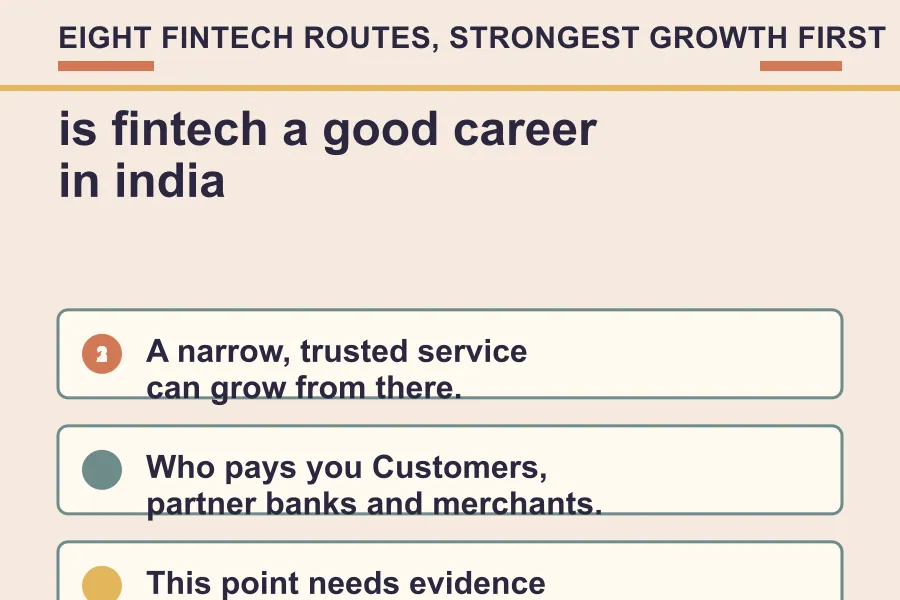 EIGHT FINTECH ROUTES, STRONGEST GROWTH FIRST
is fintech a good career
in india
A narrow, trusted service
can grow from there.
Who pays you Customers,
partner banks and merchants.
This point needs evidence